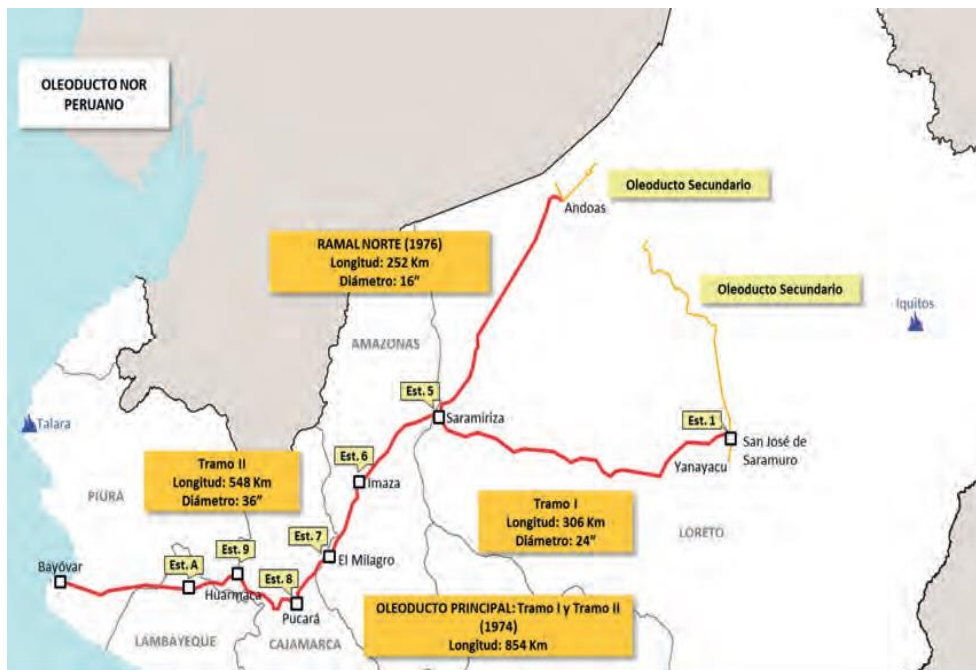 OLEODUCTO NOR
PERUANO
Oleoducto Secundario
Andoas
RAMAL NORTE (1976)
Longitud: 252 Km
Diámetro: 16”
Oleoducto Secundario
Iquitos
AMAZONAS
Est. 5
Saramiriza
Talara
Est. 1
San José de
Saramuro
Yanayacu
Est. 6
Imaza
Tramo II
Longitud: 548 Km
Diámetro: 36”
PIURA
Tramo I
Longitud: 306 Km
Diámetro: 24”
LORETO
Est. 7
El Milagro
Est. 9
Est. A
Bayóvar
Huarmaca
Est. 8
Pucará
OLEODUCTO PRINCIPAL: Tramo I y Tramo II
(1974)
Longitud: 854 Km
LAMBAYEQUE
CAJAMARCA